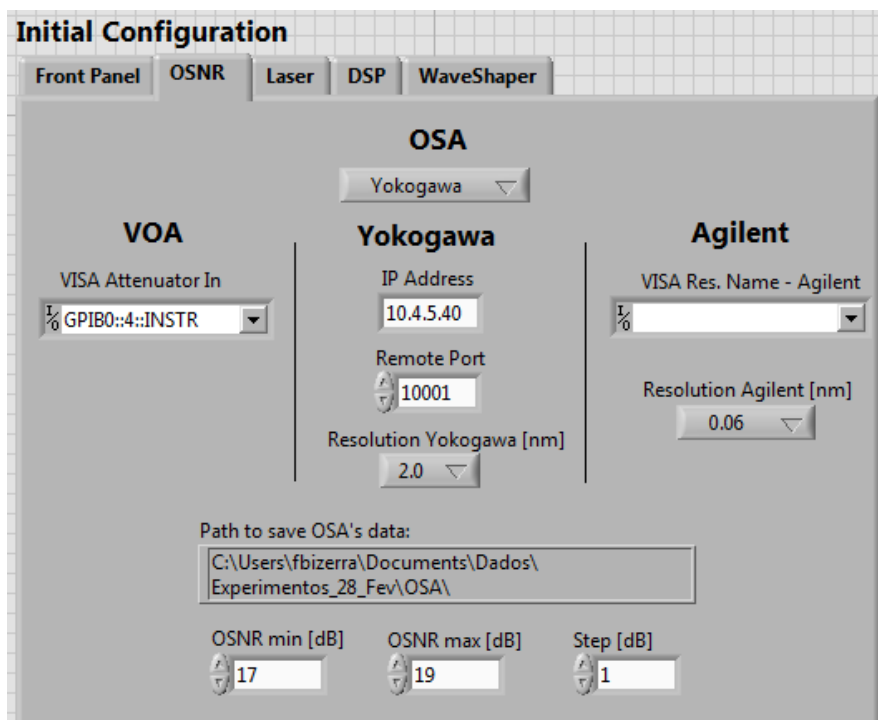 Initial Configuration
Front Panel OSNR Laser DSP WaveShaper
OSA
Yokogawa
VOA
VISA Attenuator In
I/O GPIB0::4::INSTR
Yokogawa
IP Address
10.4.5.40
Remote Port
10001
Resolution Yokogawa [nm]
2.0
Agilent
VISA Res. Name - Agilent
I/O
Resolution Agilent [nm]
0.06
Path to save OSA's data:
C:\Users\fbizerra\Documents\Dados\
Experimentos_28_Fev\OSA\
OSNR min [dB] OSNR max [dB] Step [dB]
17 19 1